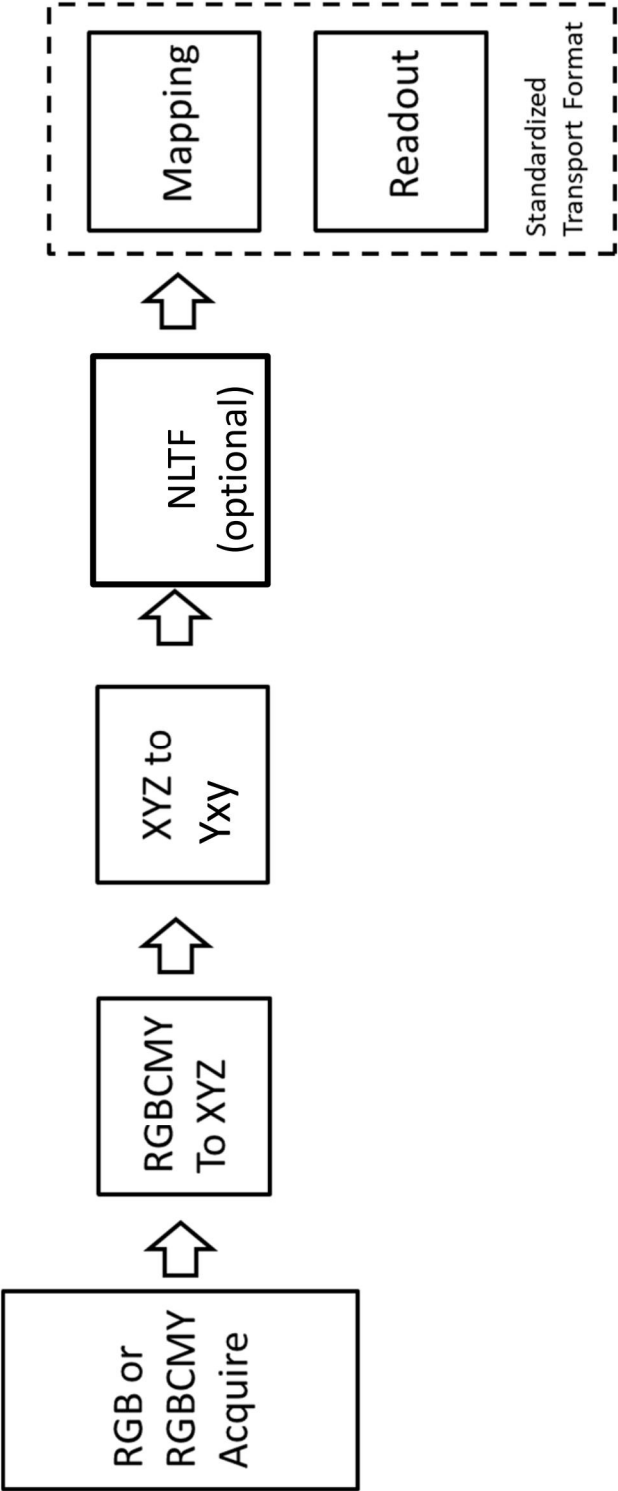 RGB or
RGBCMY
Acquire
RGBCMY
To XYZ
XYZ to
Yxy
NLTF
(optional)
Mapping
Readout
Standardized
Transport Format